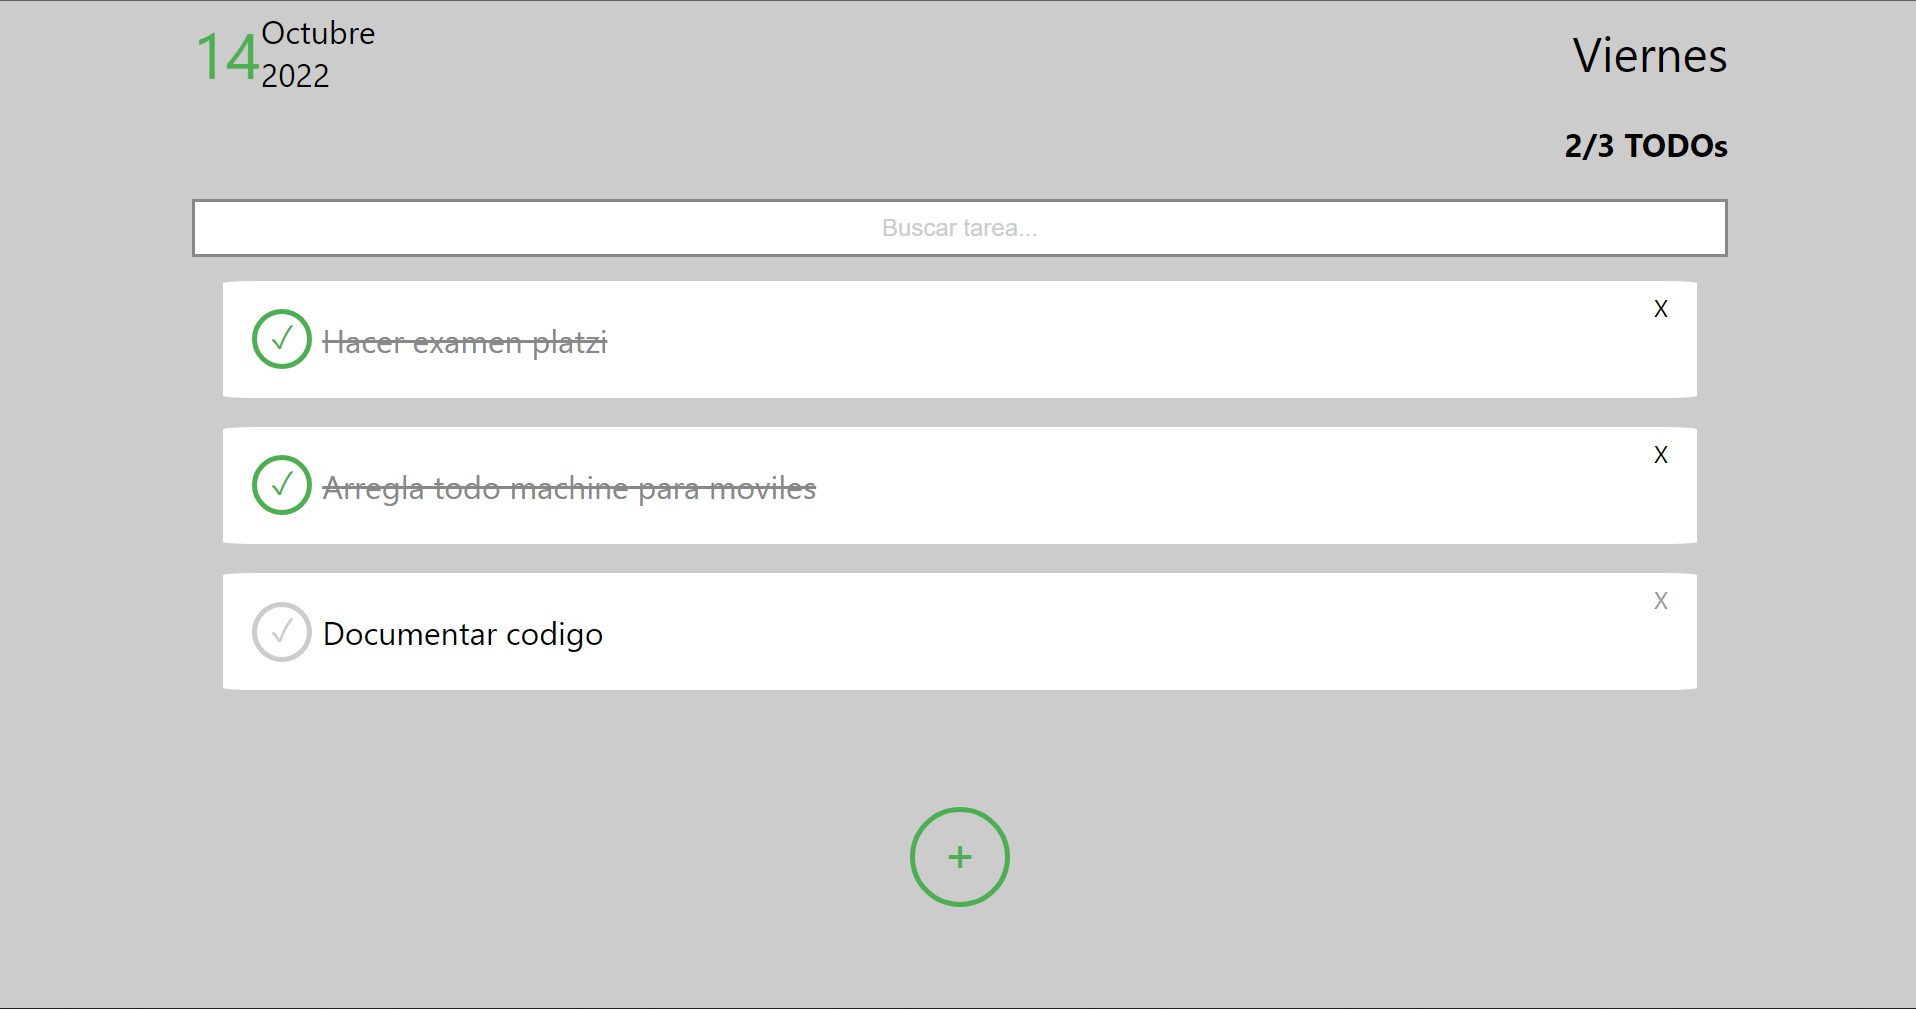 14
Octubre
2022
Viernes
2/3 TODOs
Buscar tarea...
✓ Hacer examen platzi X
✓ Arregla todo machine para moviles X
✓ Documentar codigo X
+